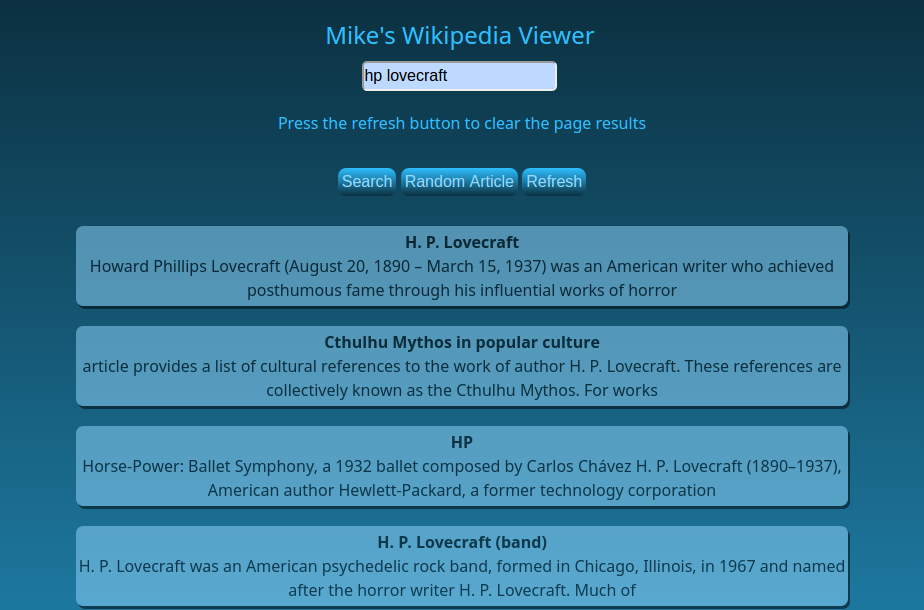 Mike's Wikipedia Viewer
hp lovecraft
Press the refresh button to clear the page results
Search Random Article Refresh
H. P. Lovecraft
Howard Phillips Lovecraft (August 20, 1890 – March 15, 1937) was an American writer who achieved
posthumous fame through his influential works of horror
Cthulhu Mythos in popular culture
article provides a list of cultural references to the work of author H. P. Lovecraft. These references are
collectively known as the Cthulhu Mythos. For works
HP
Horse-Power: Ballet Symphony, a 1932 ballet composed by Carlos Chávez H. P. Lovecraft (1890–1937),
American author Hewlett-Packard, a former technology corporation
H. P. Lovecraft (band)
H. P. Lovecraft was an American psychedelic rock band, formed in Chicago, Illinois, in 1967 and named
after the horror writer H. P. Lovecraft. Much of